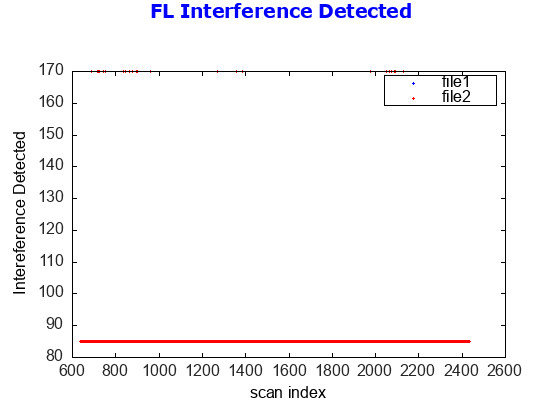 FL Interference Detected
170
160
150
140
130
120
110
100
90
80
Intereference Detected
file1
file2
600 800 1000 1200 1400 1600 1800 2000 2200 2400 2600
scan index